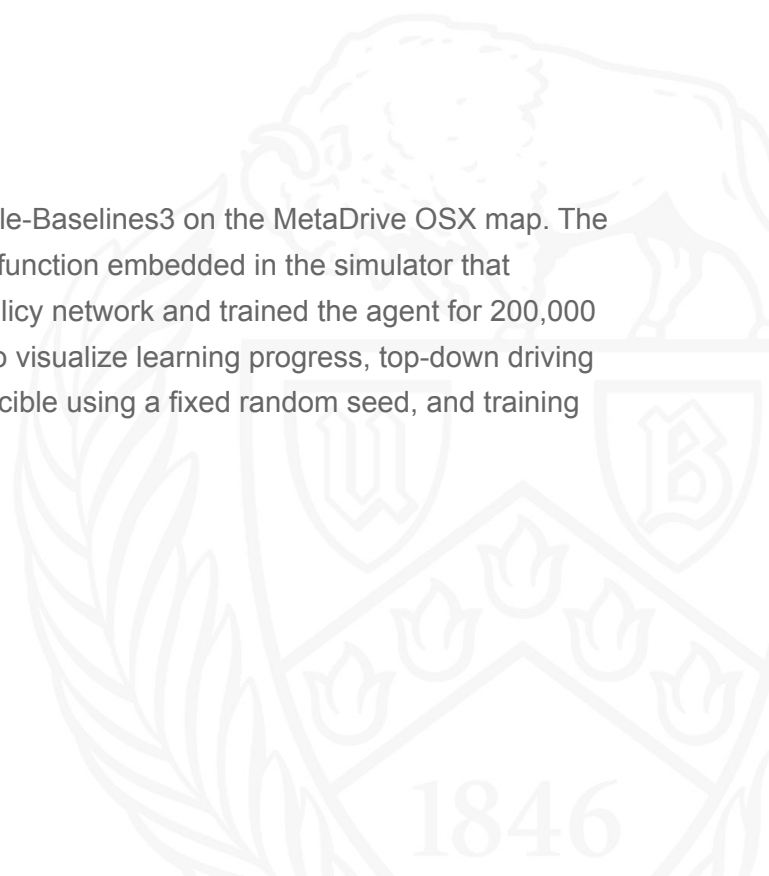 le-Baselines3 on the MetaDrive OSX map. The
function embedded in the simulator that
licy network and trained the agent for 200,000
o visualize learning progress, top-down driving
cible using a fixed random seed, and training
U B
1846